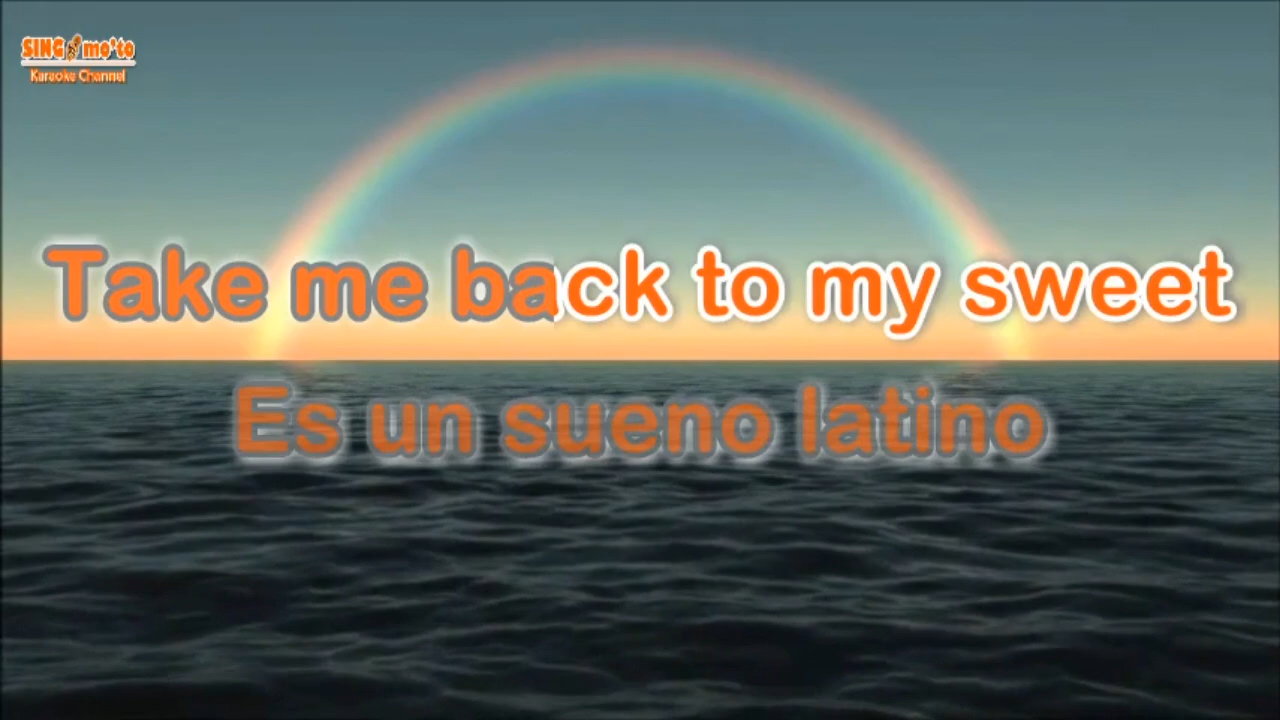 SING mo'to
Karaoke Channel
Take me back to my sweet
Es un sueno latino